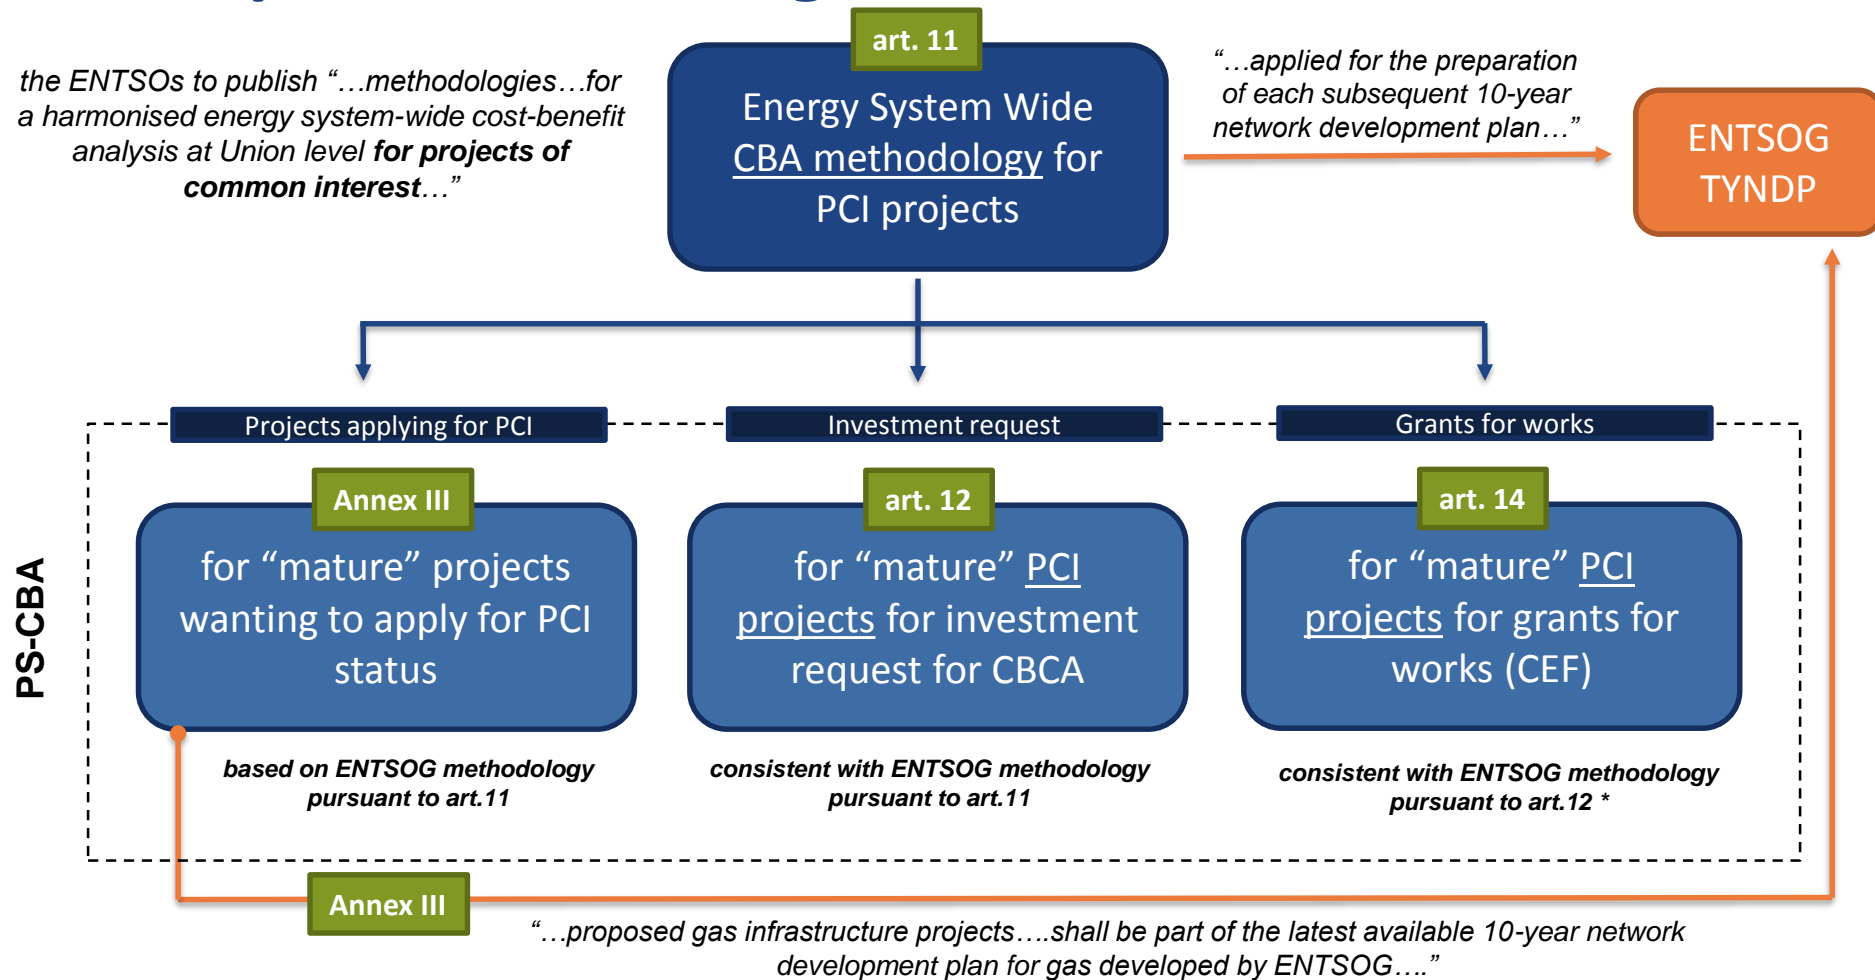 art. 11
the ENTSOs to publish “…methodologies…for
a harmonised energy system-wide cost-benefit
analysis at Union level for projects of
common interest…”
Energy System Wide
CBA methodology for
PCI projects
“…applied for the preparation
of each subsequent 10-year
network development plan…”
ENTSOG
TYNDP
Projects applying for PCI
Investment request
Grants for works
PS-CBA
Annex III
for “mature” projects
wanting to apply for PCI
status
based on ENTSOG methodology
pursuant to art.11
art. 12
for “mature” PCI
projects for investment
request for CBCA
consistent with ENTSOG methodology
pursuant to art.11
art. 14
for “mature” PCI
projects for grants for
works (CEF)
consistent with ENTSOG methodology
pursuant to art.12 *
Annex III
“…proposed gas infrastructure projects….shall be part of the latest available 10-year network
development plan for gas developed by ENTSOG….”